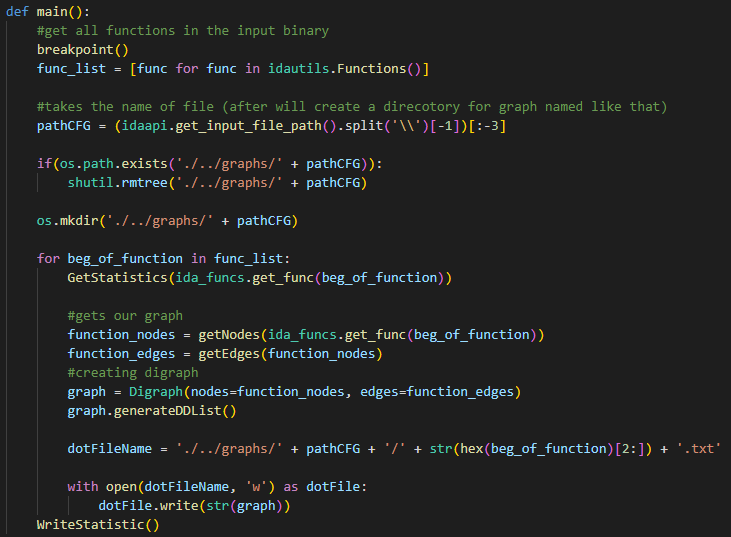 def main():
    #get all functions in the input binary
    breakpoint()
    func_list = [func for func in idautils.Functions()]

    #takes the name of file (after will create a direcotory for graph named like that)
    pathCFG = (idaapi.get_input_file_path().split('\\')[-1])[:-3]

    if(os.path.exists('./../graphs/' + pathCFG)):
        shutil.rmtree('./../graphs/' + pathCFG)

    os.mkdir('./../graphs/' + pathCFG)

    for beg_of_function in func_list:
        GetStatistics(ida_funcs.get_func(beg_of_function))

        #gets our graph
        function_nodes = getNodes(ida_funcs.get_func(beg_of_function))
        function_edges = getEdges(function_nodes)
        #creating digraph
        graph = Digraph(nodes=function_nodes, edges=function_edges)
        graph.generateDDList()

        dotFileName = './../graphs/' + pathCFG + '/' + str(hex(beg_of_function)[2:]) + '.txt'

        with open(dotFileName, 'w') as dotFile:
            dotFile.write(str(graph))
    WriteStatistic()